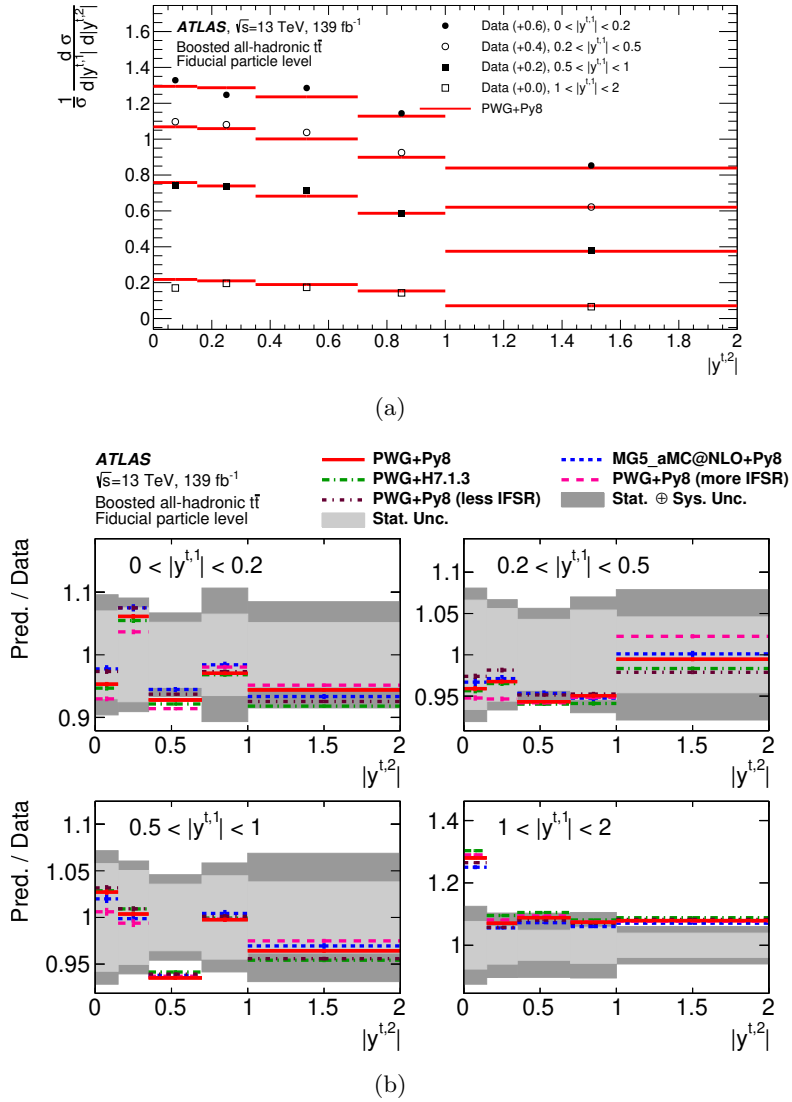 1/σ d σ / d|y^{t,1}| d|y^{t,2}|
ATLAS, √s=13 TeV, 139 fb⁻¹
Boosted all-hadronic tt̄
Fiducial particle level
Data (+0.6), 0 < |y^{t,1}| < 0.2
Data (+0.4), 0.2 < |y^{t,1}| < 0.5
Data (+0.2), 0.5 < |y^{t,1}| < 1
Data (+0.0), 1 < |y^{t,1}| < 2
PWG+Py8
1.6
1.4
1.2
1
0.8
0.6
0.4
0.2
0
0 0.2 0.4 0.6 0.8 1 1.2 1.4 1.6 1.8 2
|y^{t,2}|
(a)
ATLAS
√s=13 TeV, 139 fb⁻¹
Boosted all-hadronic tt̄
Fiducial particle level
PWG+Py8
PWG+H7.1.3
PWG+Py8 (less IFSR)
Stat. Unc.
MG5_aMC@NLO+Py8
PWG+Py8 (more IFSR)
Stat. ⊕ Sys. Unc.
Pred. / Data
0 < |y^{t,1}| < 0.2
1.1
1
0.9
0 0.5 1 1.5 2
|y^{t,2}|
0.2 < |y^{t,1}| < 0.5
1.1
1.05
1
0.95
0 0.5 1 1.5 2
|y^{t,2}|
Pred. / Data
0.5 < |y^{t,1}| < 1
1.1
1.05
1
0.95
0 0.5 1 1.5 2
|y^{t,2}|
1 < |y^{t,1}| < 2
1.4
1.2
1
0 0.5 1 1.5 2
|y^{t,2}|
(b)